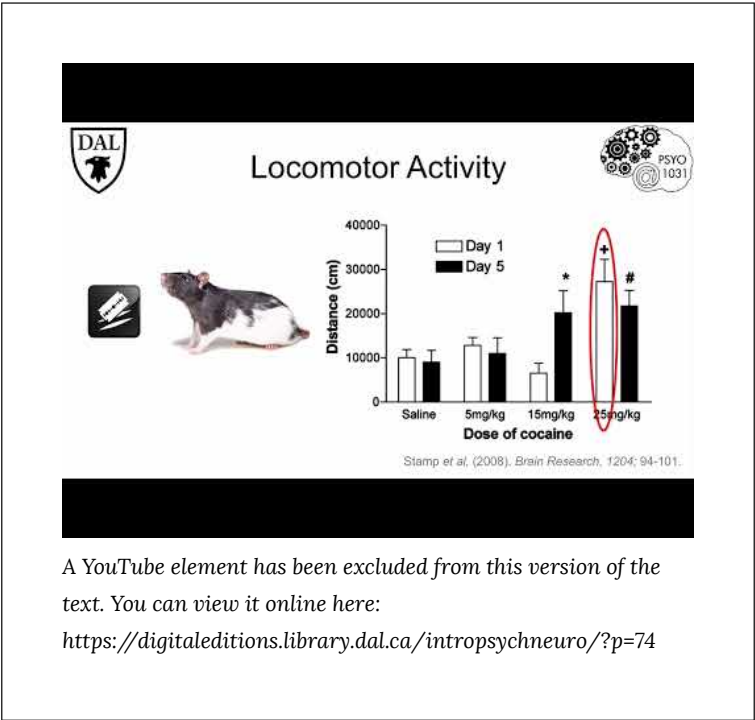 DAL
Locomotor Activity
PSYO
@ 1031
40000
30000
20000
10000
0
Distance (cm)
Day 1
Day 5
*
+
#
Saline
5mg/kg
15mg/kg
25mg/kg
Dose of cocaine
Stamp et al, (2008). Brain Research, 1204; 94-101.
A YouTube element has been excluded from this version of the
text. You can view it online here:
https://digitaleditions.library.dal.ca/intropsychneuro/?p=74